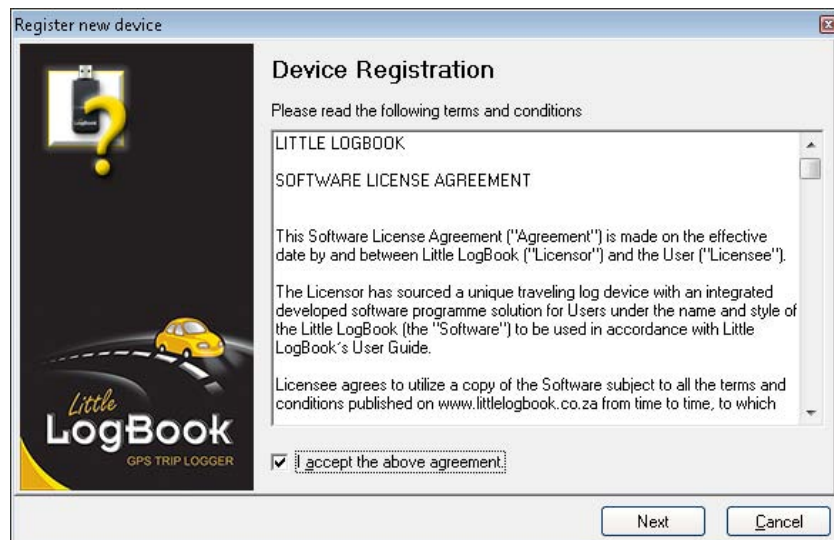 Register new device
Device Registration
Please read the following terms and conditions
LITTLE LOGBOOK
SOFTWARE LICENSE AGREEMENT
This Software License Agreement ("Agreement") is made on the effective
date by and between Little LogBook ("Licensor") and the User ("Licensee").
The Licensor has sourced a unique traveling log device with an integrated
developed software programme solution for Users under the name and style of
the Little LogBook (the "Software") to be used in accordance with Little
LogBook's User Guide.
Licensee agrees to utilize a copy of the Software subject to all the terms and
conditions published on www.littlelogbook.co.za from time to time, to which
I accept the above agreement.
LogBook
Little
LogBook
GPS TRIP LOGGER
Next
Cancel